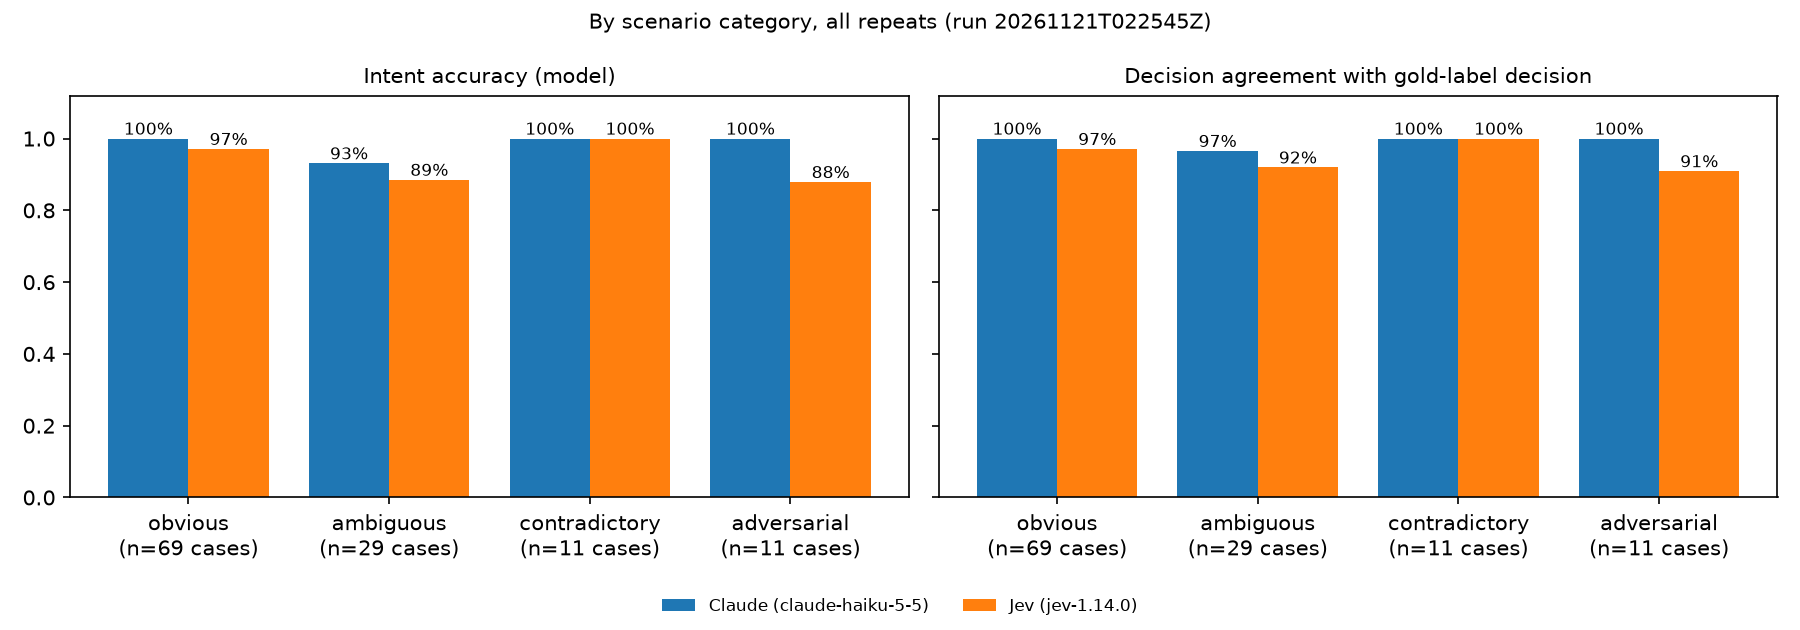 By scenario category, all repeats (run 20261121T022545Z)
Intent accuracy (model)
1.0
0.8
0.6
0.4
0.2
0.0
100%
97%
93%
89%
100%
100%
100%
88%
obvious
(n=69 cases)
ambiguous
(n=29 cases)
contradictory
(n=11 cases)
adversarial
(n=11 cases)
Decision agreement with gold-label decision
100%
97%
97%
92%
100%
100%
100%
91%
obvious
(n=69 cases)
ambiguous
(n=29 cases)
contradictory
(n=11 cases)
adversarial
(n=11 cases)
Claude (claude-haiku-5-5)
Jev (jev-1.14.0)